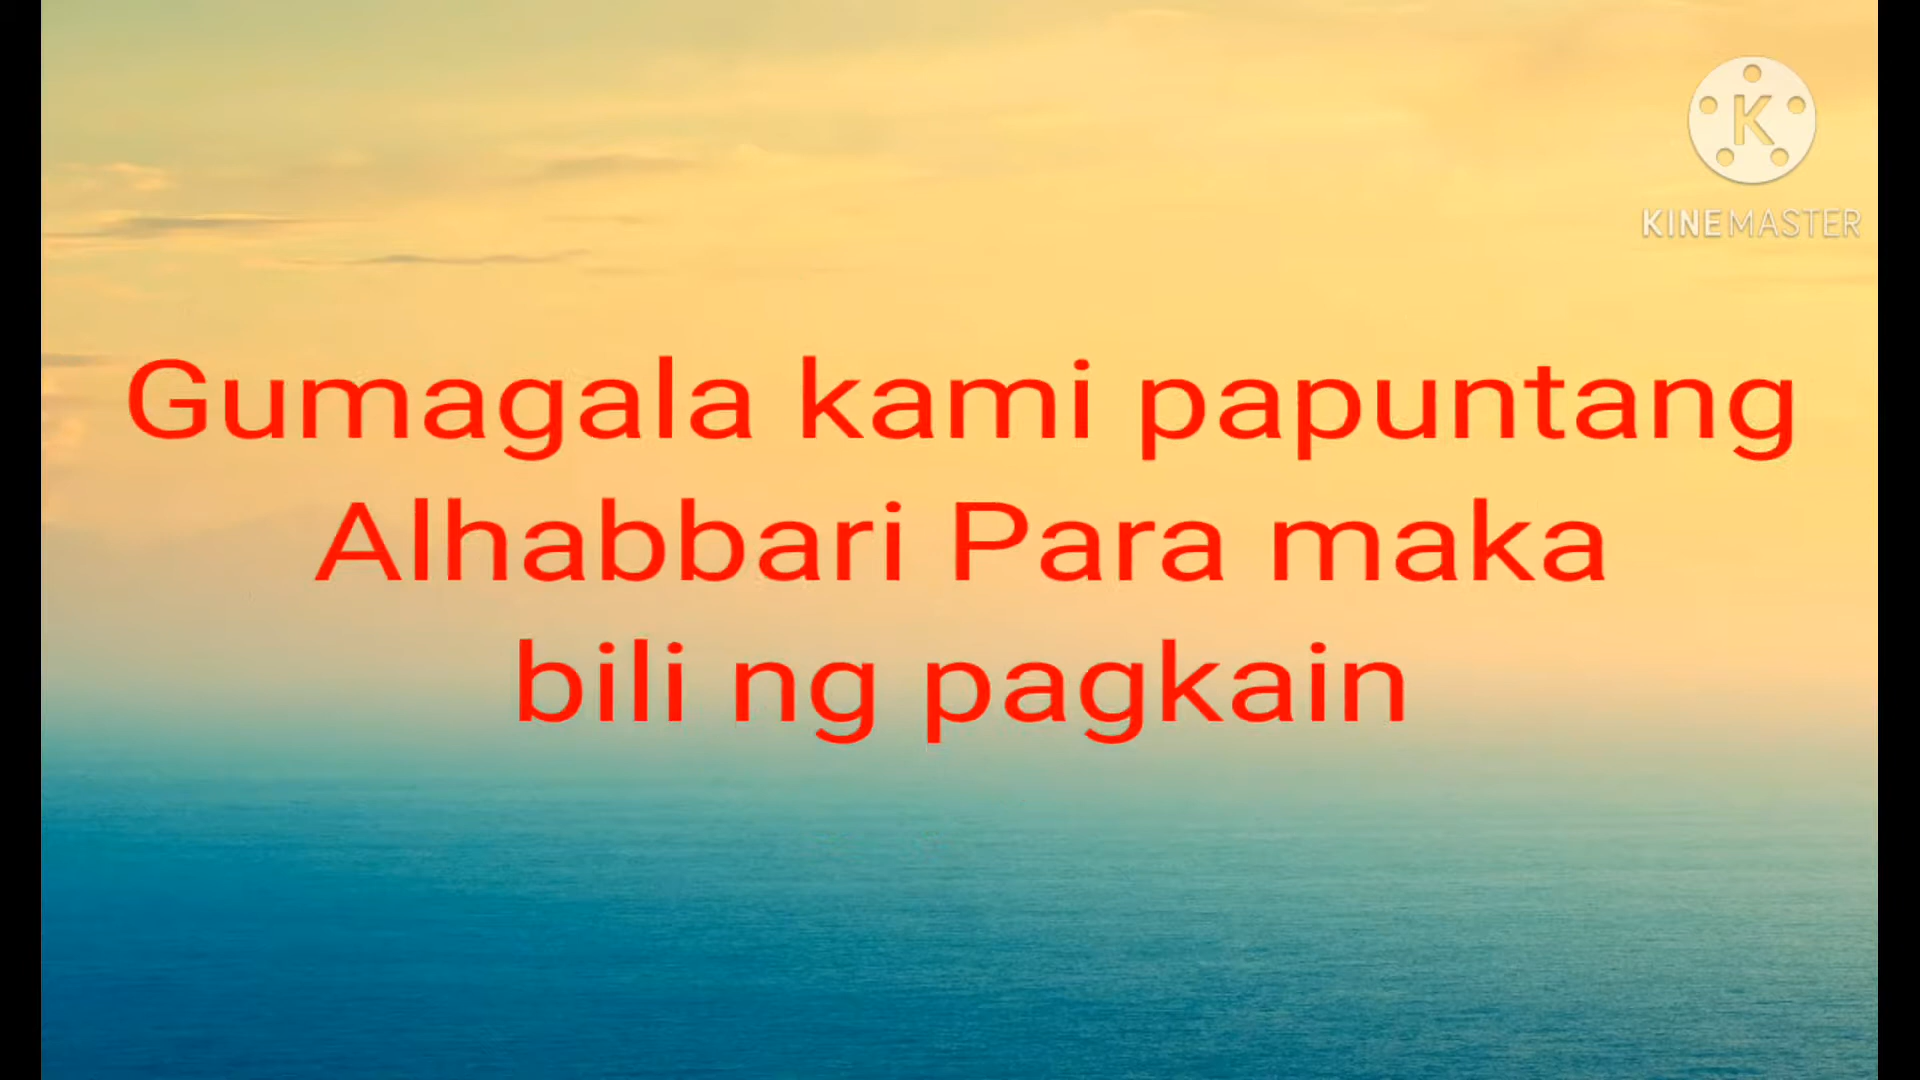 K
KINEMASTER
Gumagala kami papuntang
Alhabbari Para maka
bili ng pagkain